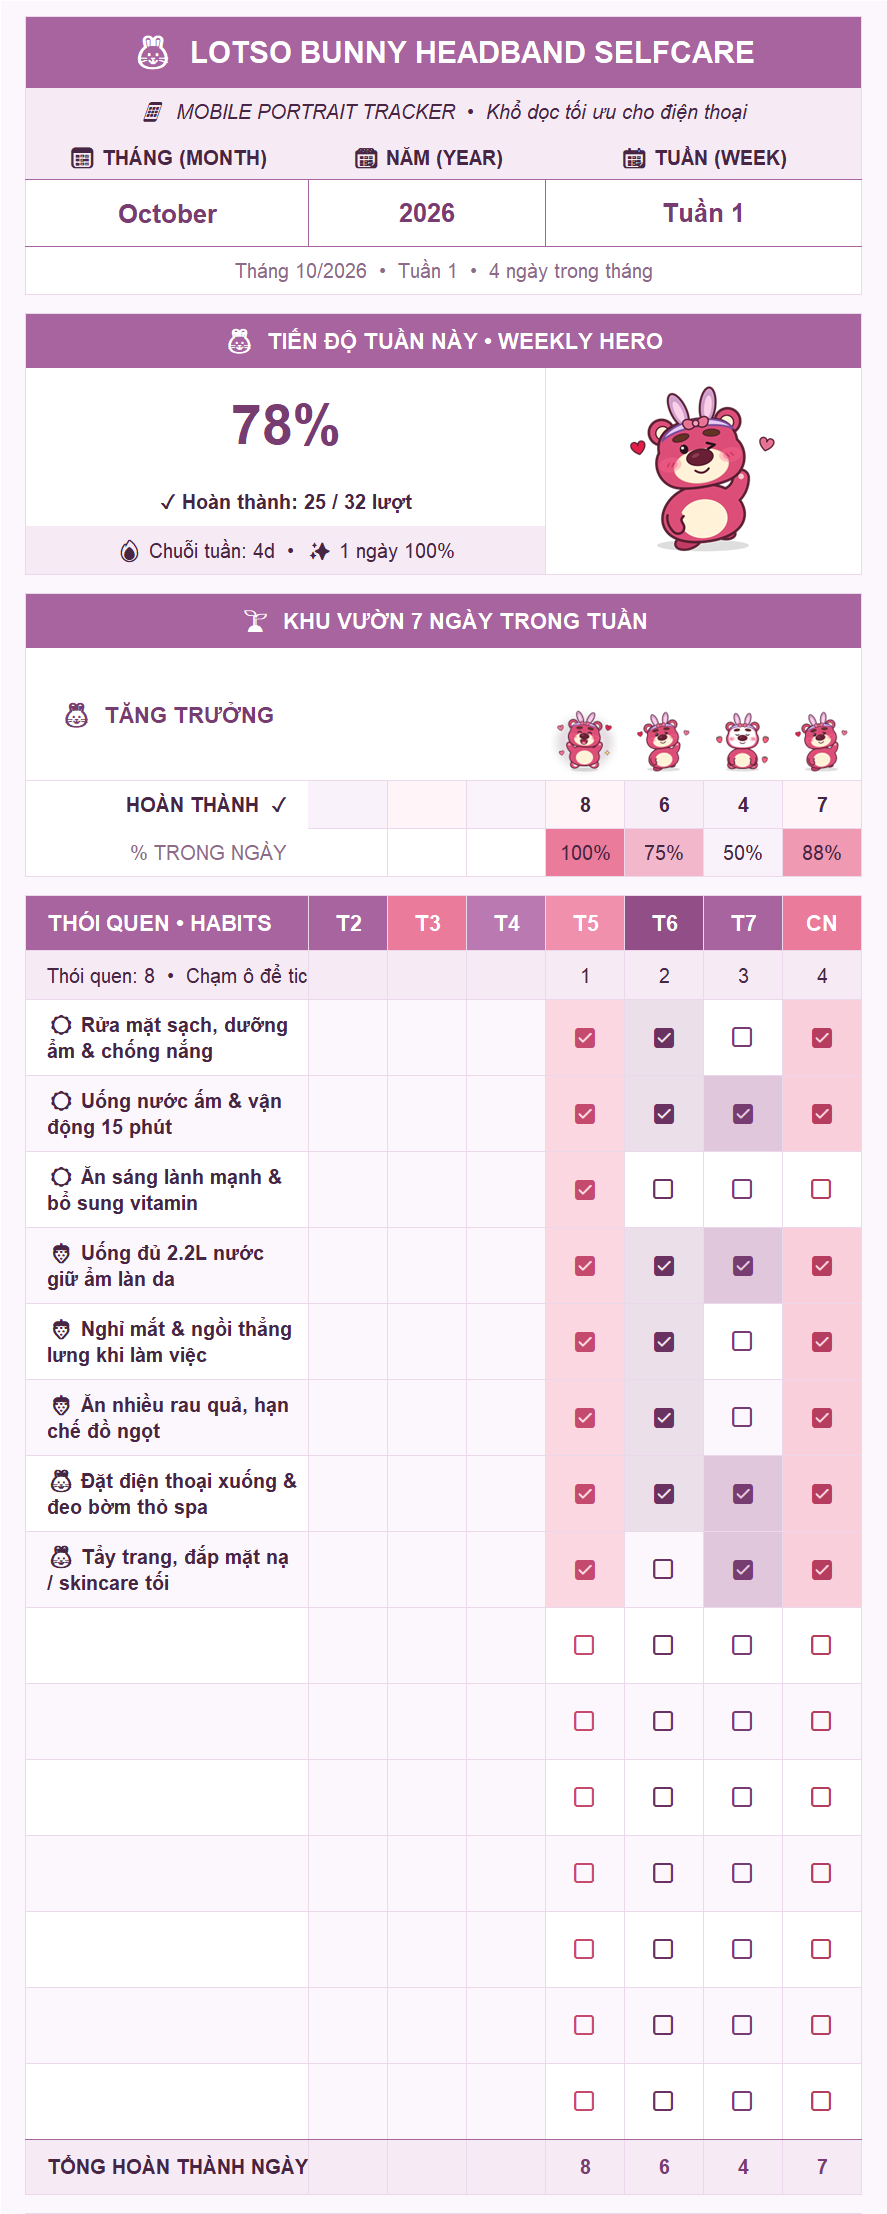 LOTSO BUNNY HEADBAND SELFCARE
MOBILE PORTRAIT TRACKER • Khổ dọc tối ưu cho điện thoại
THÁNG (MONTH) NĂM (YEAR) TUẦN (WEEK)
October 2026 Tuần 1
Tháng 10/2026 • Tuần 1 • 4 ngày trong tháng
TIẾN ĐỘ TUẦN NÀY • WEEKLY HERO
78%
✓ Hoàn thành: 25 / 32 lượt
Chuỗi tuần: 4d • 1 ngày 100%
KHU VƯỜN 7 NGÀY TRONG TUẦN
TĂNG TRƯỞNG
HOÀN THÀNH ✓ 8 6 4 7
% TRONG NGÀY 100% 75% 50% 88%
THÓI QUEN • HABITS T2 T3 T4 T5 T6 T7 CN
Thói quen: 8 • Chạm ô để tic 1 2 3 4
Rửa mặt sạch, dưỡng
ẩm & chống nắng
Uống nước ấm & vận
động 15 phút
Ăn sáng lành mạnh &
bổ sung vitamin
Uống đủ 2.2L nước
giữ ẩm làn da
Nghỉ mắt & ngồi thẳng
lưng khi làm việc
Ăn nhiều rau quả, hạn
chế đồ ngọt
Đặt điện thoại xuống &
đeo bờm thỏ spa
Tẩy trang, đắp mặt nạ
/ skincare tối
TỔNG HOÀN THÀNH NGÀY 8 6 4 7